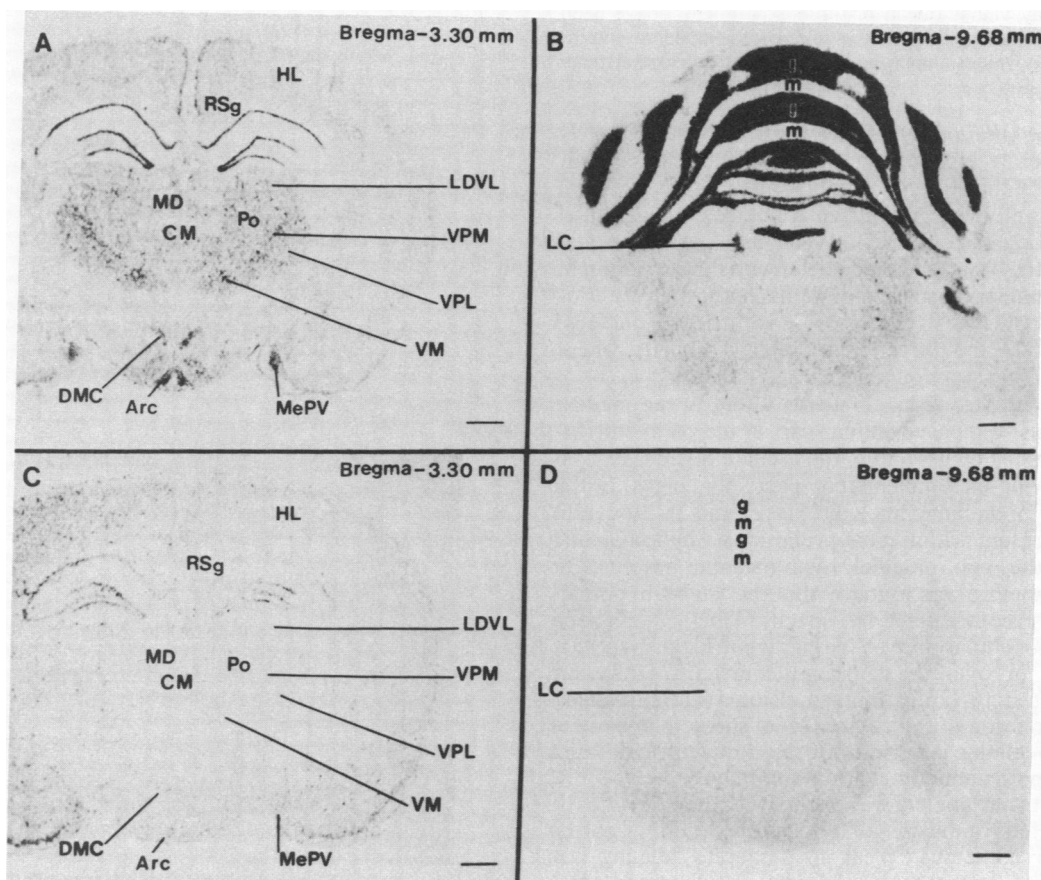 A
Bregma-3.30 mm
HL
RSg
LDVL
MD
Po
CM
VPM
VPL
VM
DMC
Arc
MePV
B
Bregma-9.68 mm
g
m
g
m
LC
C
Bregma-3.30 mm
HL
RSg
LDVL
MD
Po
CM
VPM
VPL
VM
DMC
Arc
MePV
D
Bregma-9.68 mm
g
m
g
m
LC